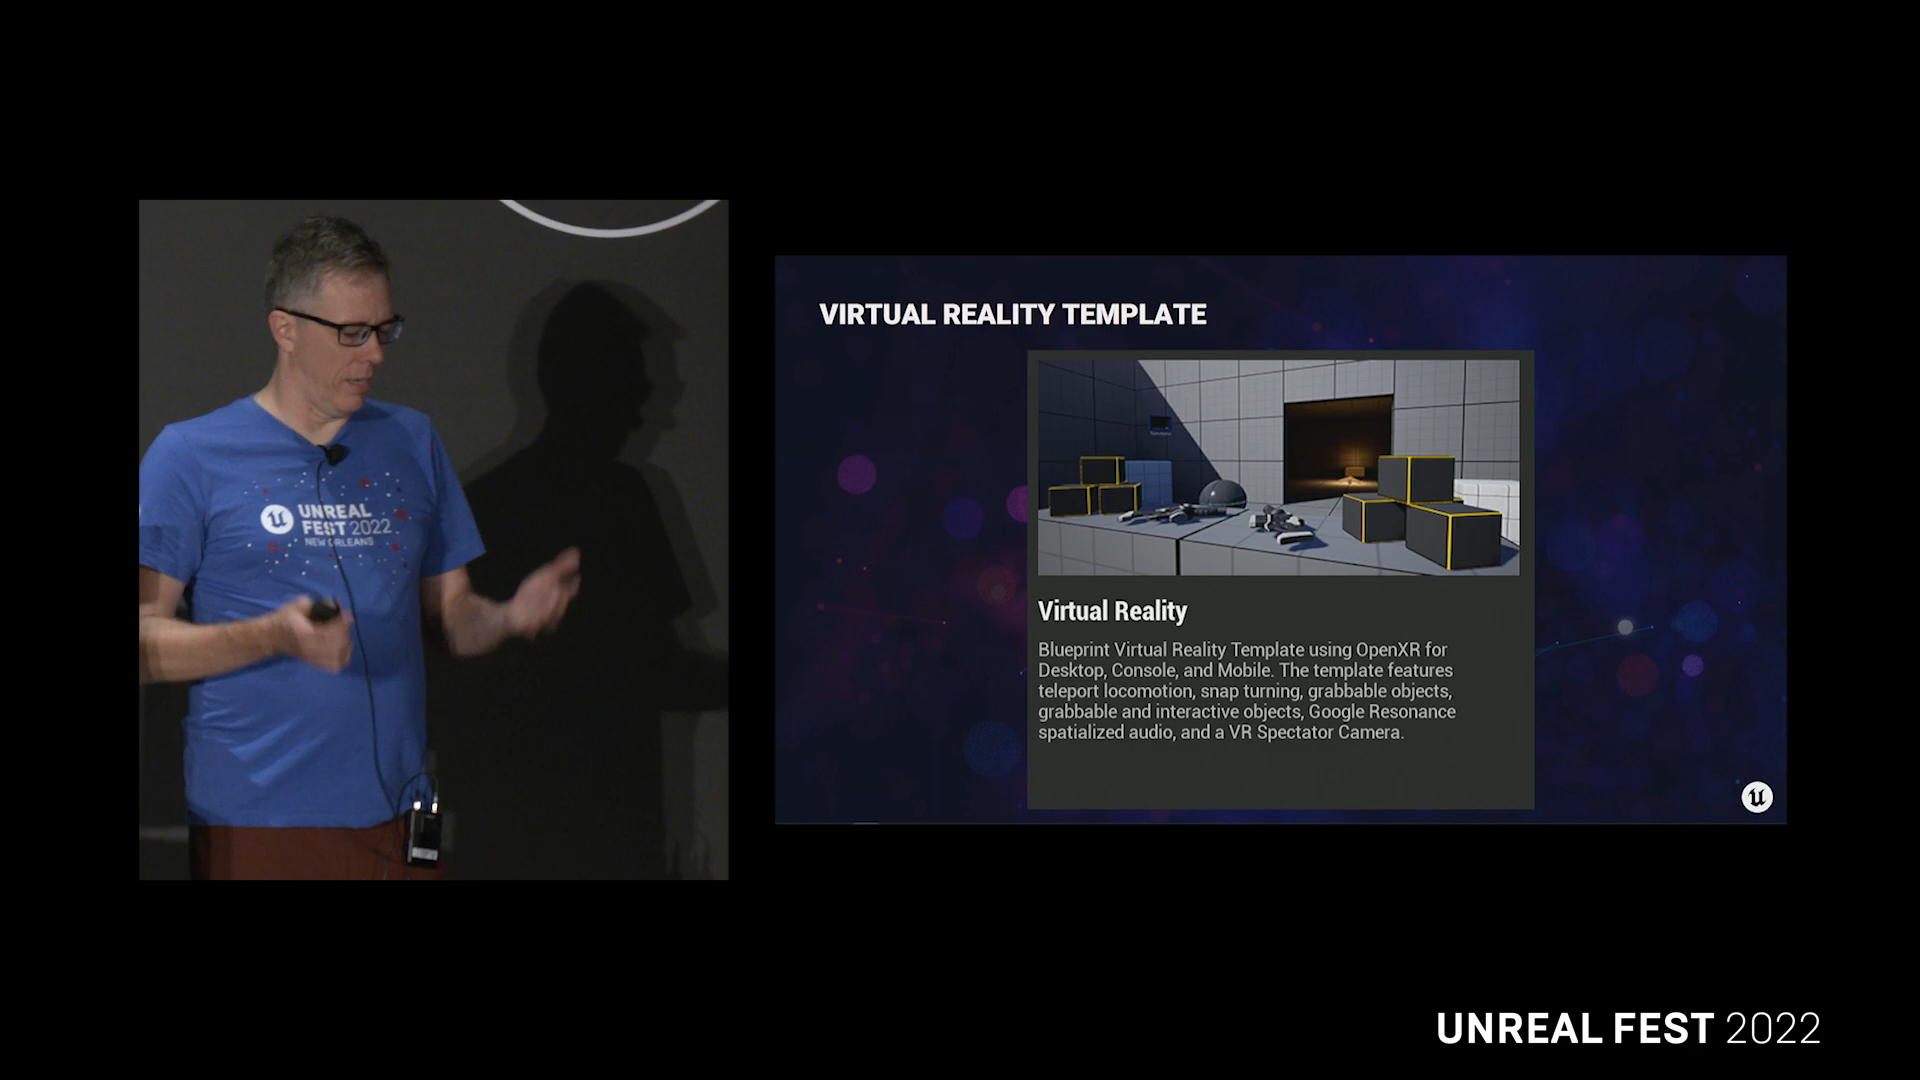 UNREAL
FEST 2022
NEW ORLEANS
VIRTUAL REALITY TEMPLATE
Virtual Reality
Blueprint Virtual Reality Template using OpenXR for
Desktop, Console, and Mobile. The template features
teleport locomotion, snap turning, grabbable objects,
grabbable and interactive objects, Google Resonance
spatialized audio, and a VR Spectator Camera.
UNREAL FEST 2022